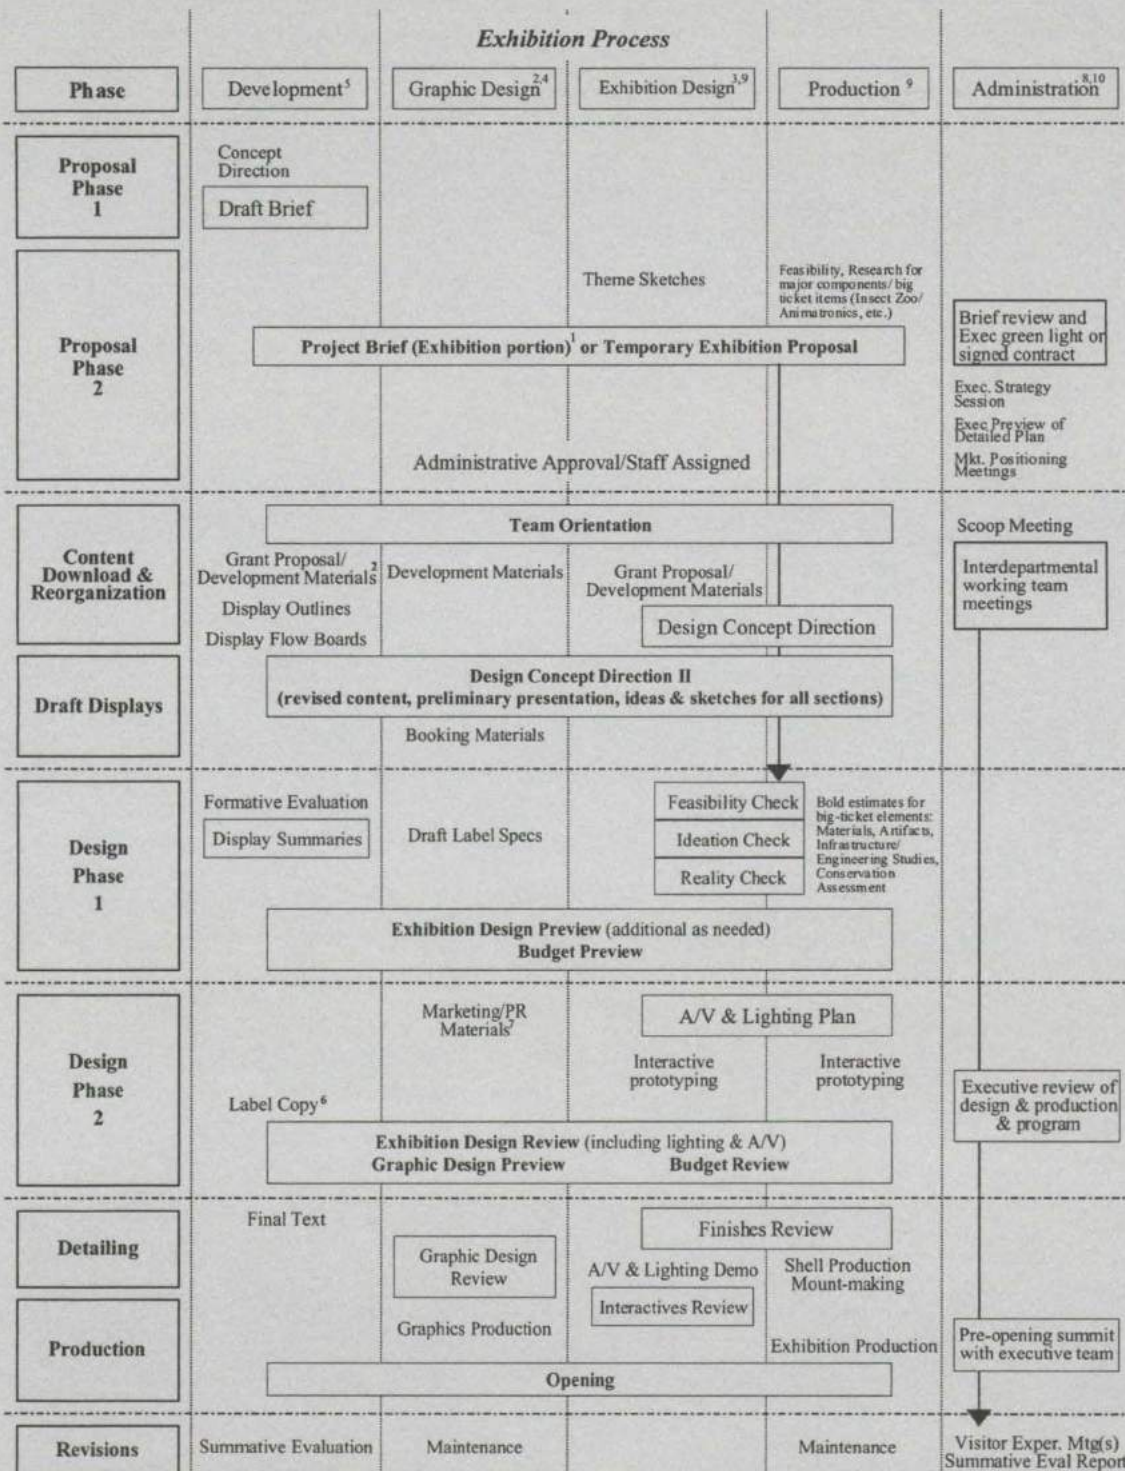 Exhibition Process
Phase
Development⁵
Graphic Design²,⁴
Exhibition Design³,⁹
Production ⁹
Administration⁸,¹⁰
Proposal
Phase
1
Concept
Direction
Draft Brief
Proposal
Phase
2
Theme Sketches
Feasibility, Research for
major components/ big
ticket items (Insect Zoo/
Animatronics, etc.)
Project Brief (Exhibition portion)¹ or Temporary Exhibition Proposal
Administrative Approval/Staff Assigned
Brief review and
Exec green light or
signed contract
Exec. Strategy
Session
Exec Preview of
Detailed Plan
Mkt. Positioning
Meetings
Content
Download &
Reorganization
Team Orientation
Grant Proposal/
Development Materials²
Display Outlines
Display Flow Boards
Development Materials
Grant Proposal/
Development Materials
Design Concept Direction
Scoop Meeting
Interdepartmental
working team
meetings
Draft Displays
Design Concept Direction II
(revised content, preliminary presentation, ideas & sketches for all sections)
Booking Materials
Design
Phase
1
Formative Evaluation
Display Summaries
Draft Label Specs
Feasibility Check
Ideation Check
Reality Check
Bold estimates for
big-ticket elements:
Materials, Artifacts,
Infrastructure/
Engineering Studies,
Conservation
Assessment
Exhibition Design Preview (additional as needed)
Budget Preview
Design
Phase
2
Marketing/PR
Materials⁷
A/V & Lighting Plan
Interactive
prototyping
Interactive
prototyping
Label Copy⁶
Exhibition Design Review (including lighting & A/V)
Graphic Design Preview Budget Review
Executive review of
design & production
& program
Detailing
Final Text
Graphic Design
Review
Finishes Review
A/V & Lighting Demo
Interactives Review
Shell Production
Mount-making
Production
Graphics Production
Exhibition Production
Pre-opening summit
with executive team
Opening
Revisions
Summative Evaluation
Maintenance
Maintenance
Visitor Exper. Mtg(s)
Summative Eval Report